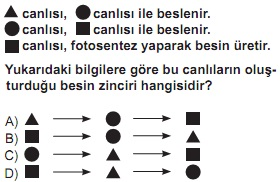 ▲ canlısı, ● canlısı ile beslenir.
● canlısı, ■ canlısı ile beslenir.
■ canlısı, fotosentez yaparak besin üretir.
Yukarıdaki bilgilere göre bu canlıların oluş-
turduğu besin zinciri hangisidir?
A) ▲ ⟶ ● ⟶ ■
B) ■ ⟶ ● ⟶ ▲
C) ● ⟶ ▲ ⟶ ■
D) ■ ⟶ ▲ ⟶ ●